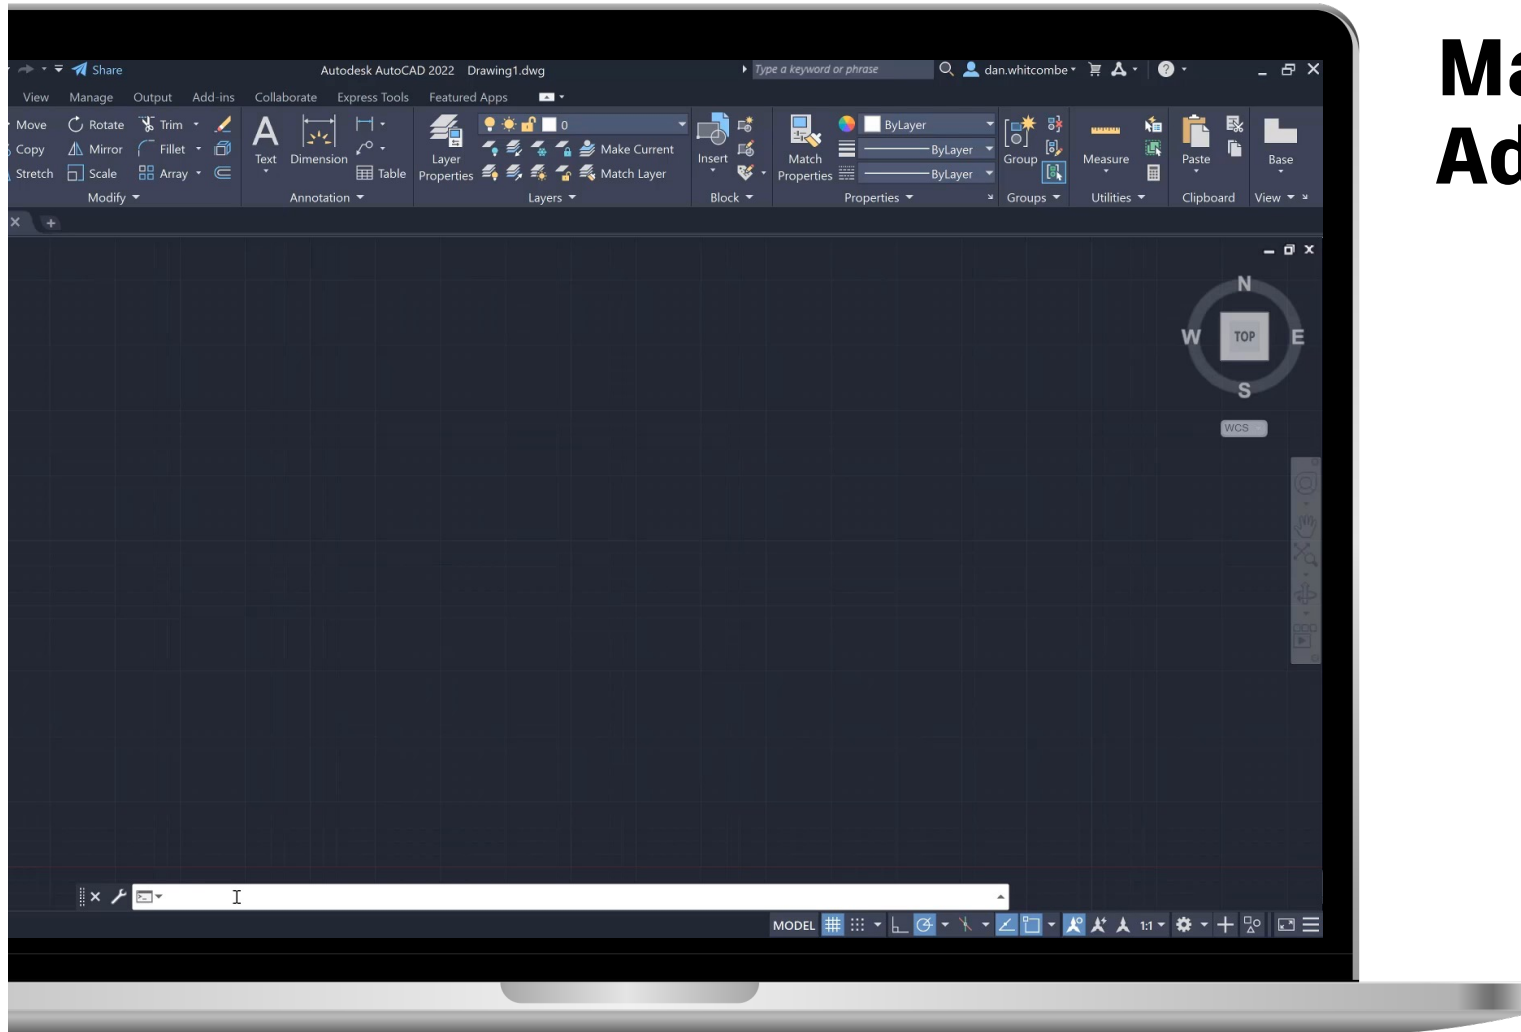 Ma
Ad
Share
Autodesk AutoCAD 2022 Drawing1.dwg
Type a keyword or phrase
dan.whitcombe
View Manage Output Add-ins Collaborate Express Tools Featured Apps
Move Rotate Trim
Copy Mirror Fillet
Stretch Scale Array
Modify
Text Dimension Table
Annotation
Layer Properties
0
Make Current
Match Layer
Layers
Insert
Block
Match Properties
ByLayer
ByLayer
ByLayer
Properties
Group
Groups
Measure
Utilities
Paste
Clipboard
Base
View
N
W TOP E
S
WCS
MODEL 1:1